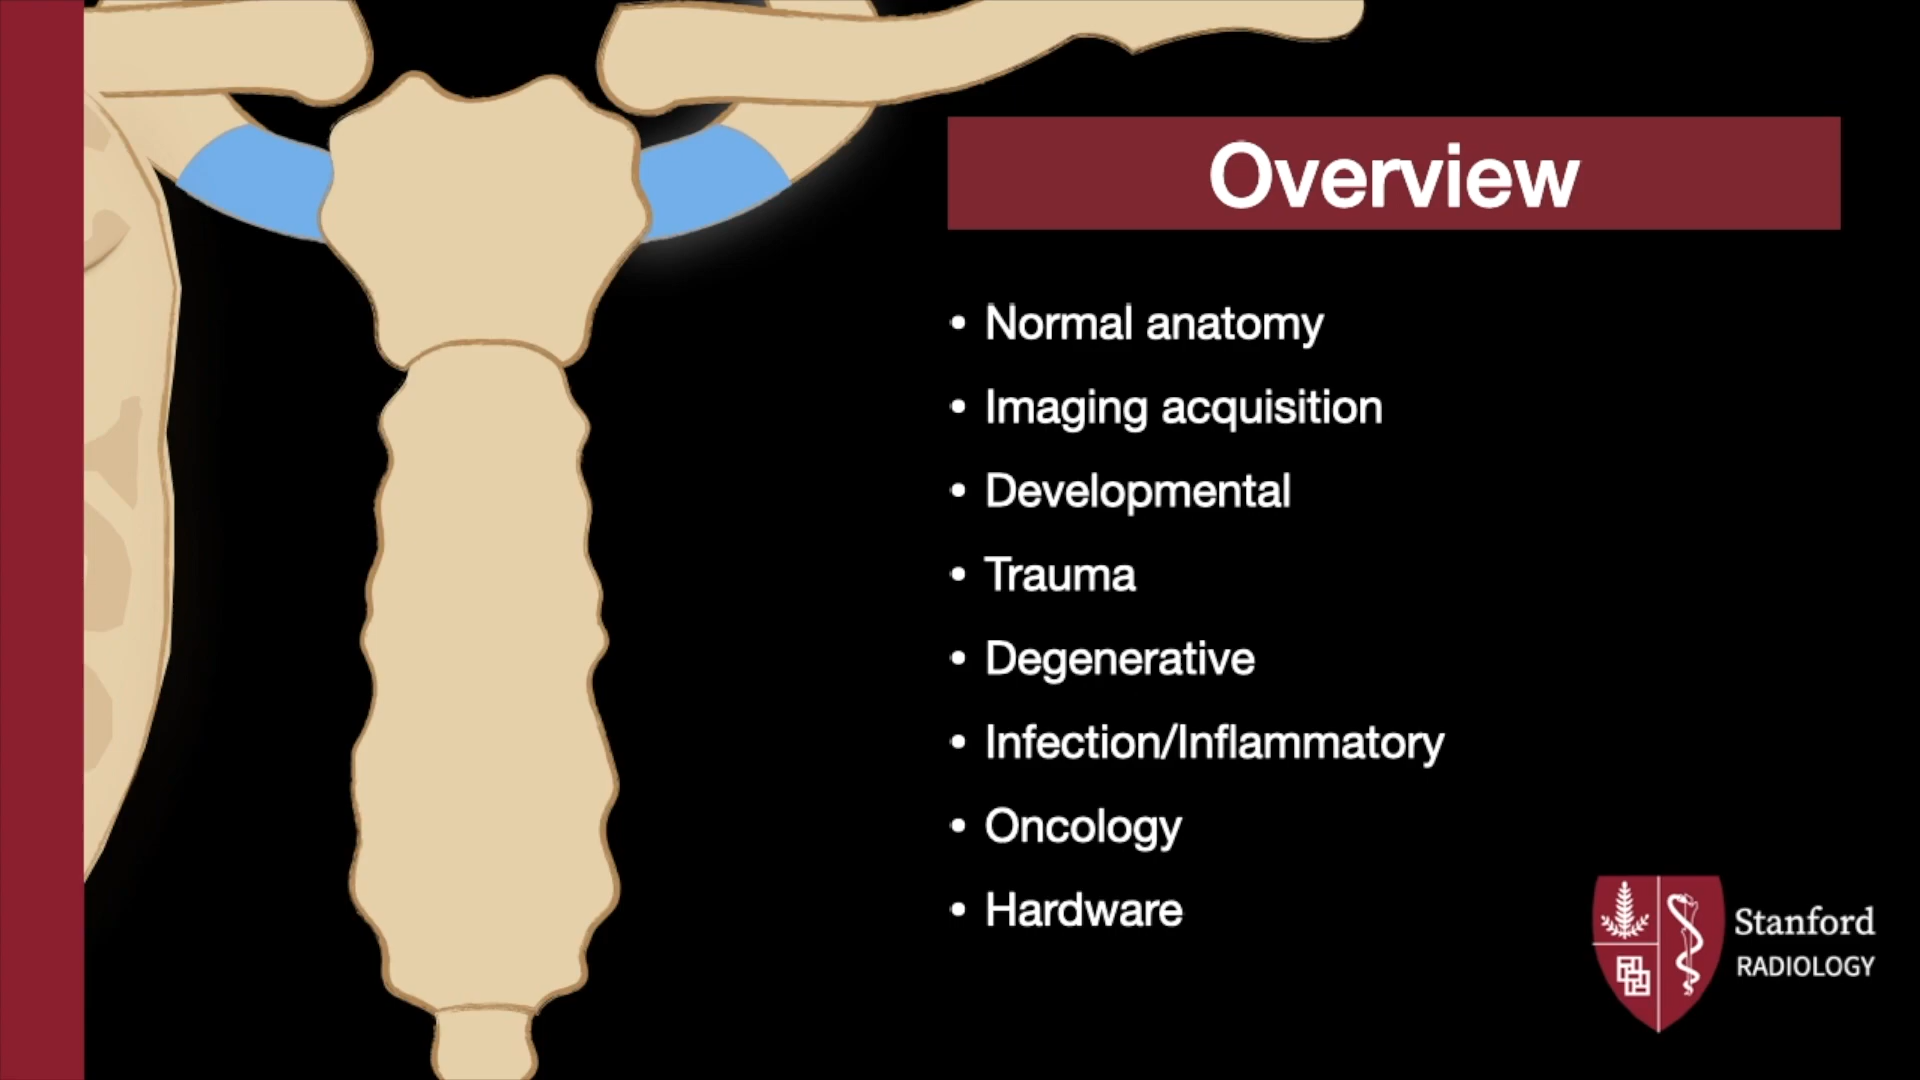 Overview
• Normal anatomy
• Imaging acquisition
• Developmental
• Trauma
• Degenerative
• Infection/Inflammatory
• Oncology
• Hardware
Stanford
RADIOLOGY